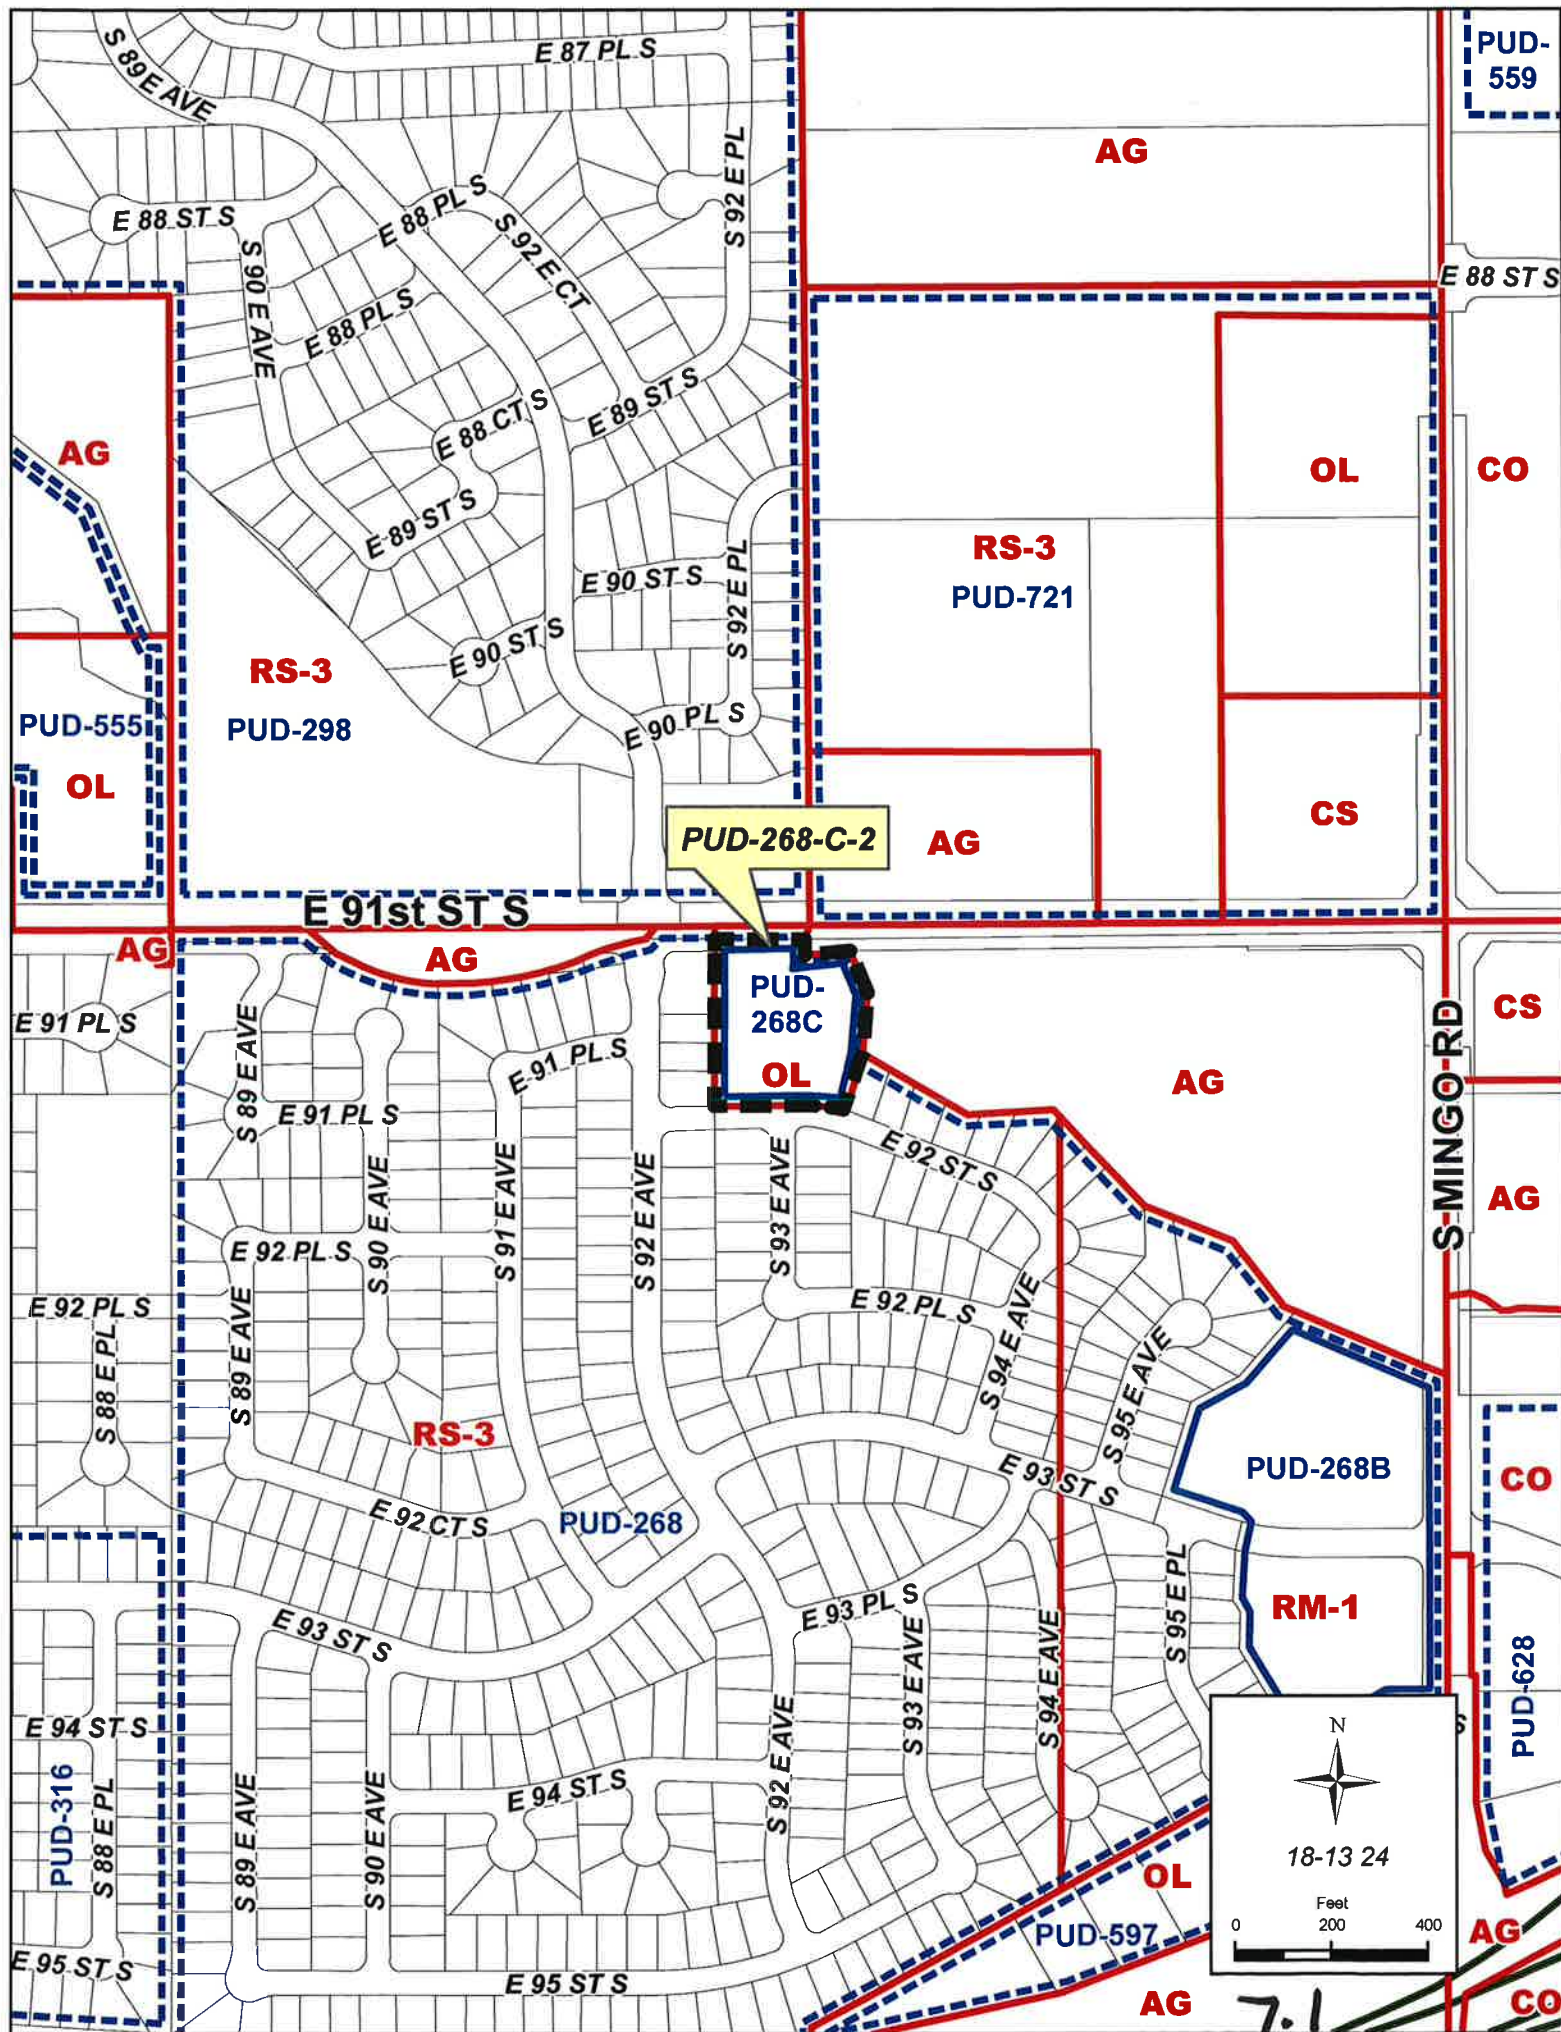 E 87 PL S
S 89 E AVE
PUD-
559
AG
S 92 E PL
E 88 ST S
E 88 PL S
S 92 E CT
S 90 E AVE
E 88 PL S
E 88 ST S
E 89 ST S
E 88 CT S
AG
OL
CO
E 89 ST S
RS-3
PUD-721
E 90 ST S
S 92 E PL
E 90 ST S
RS-3
PUD-298
E 90 PL S
PUD-555
OL
CS
PUD-268-C-2
AG
E 91st ST S
AG
AG
PUD-
268C
OL
E 91 PL S
S 89 E AVE
E 91 PL S
E 91 PL S
AG
CS
S MINGO RD
S 90 E AVE
S 91 E AVE
S 92 E AVE
S 93 E AVE
E 92 ST S
AG
E 92 PL S
E 92 PL S
S 88 E PL
S 89 E AVE
E 92 PL S
S 94 E AVE
S 95 E AVE
RS-3
PUD-268B
CO
E 93 ST S
E 92 CT S
PUD-268
S 95 E PL
RM-1
E 93 PL S
E 93 ST S
S 93 E AVE
S 94 E AVE
PUD-628
E 94 ST S
S
PUD-316
S 88 E PL
S 89 E AVE
S 90 E AVE
E 94 ST S
S 92 E AVE
N
18-13 24
Feet
0 200 400
OL
PUD-597
AG
E 95 ST S
E 95 ST S
AG
CO
7.1